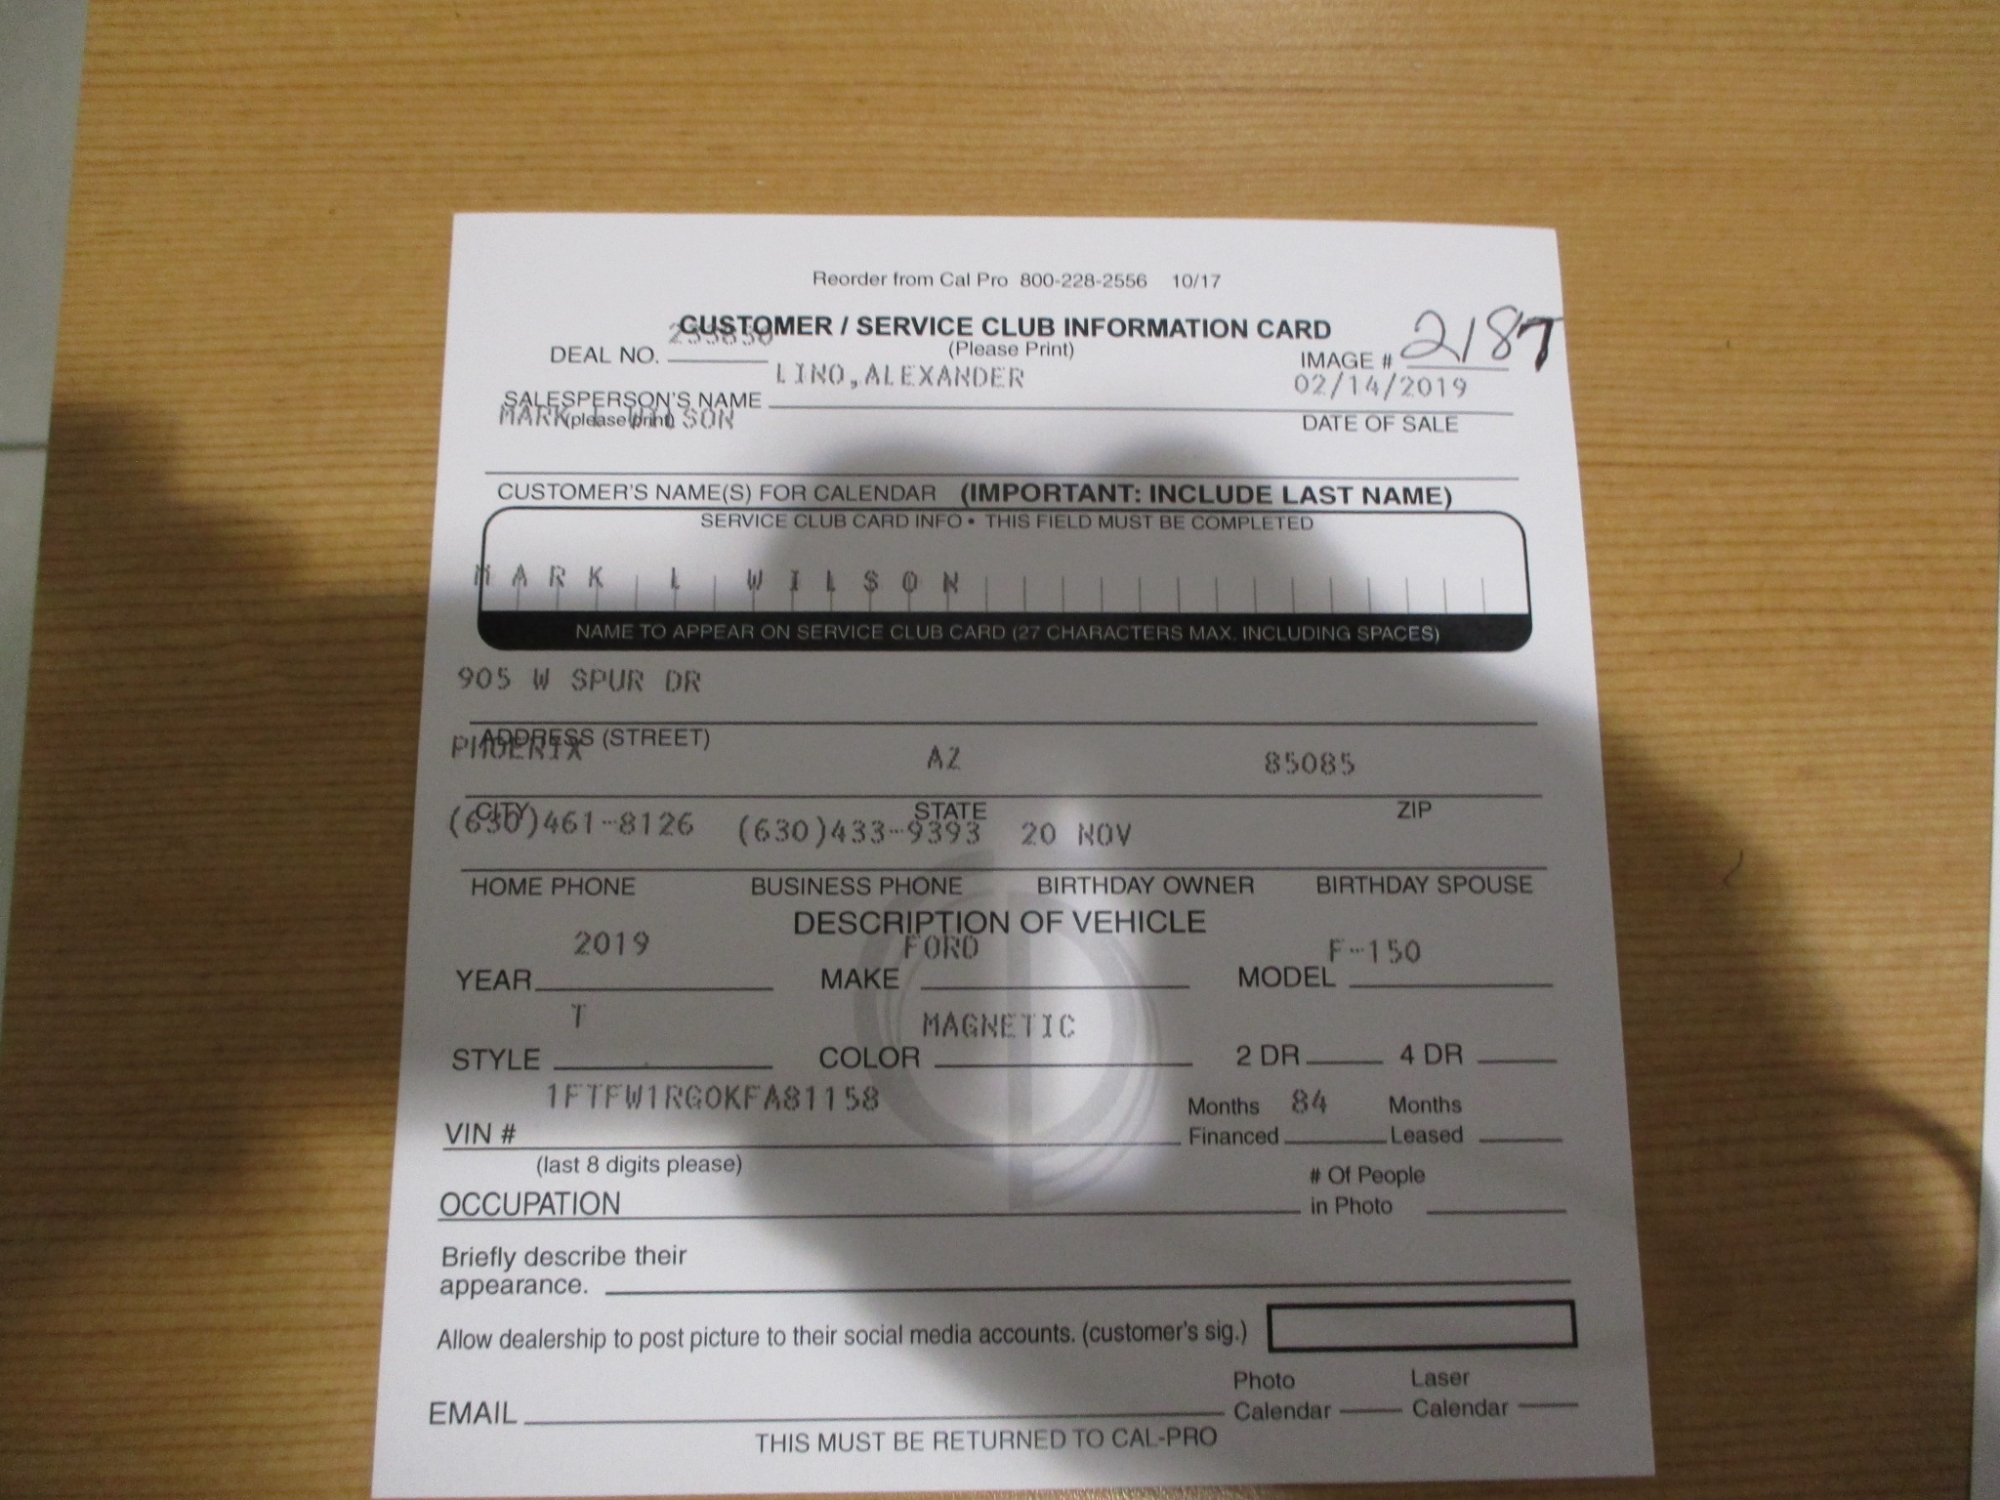 Reorder from Cal Pro 800-228-2556 10/17
CUSTOMER / SERVICE CLUB INFORMATION CARD
(Please Print)
DEAL NO.
IMAGE # 2187
LINO,ALEXANDER 02/14/2019
SALESPERSON'S NAME
(please print)
DATE OF SALE
MARK L WILSON
CUSTOMER'S NAME(S) FOR CALENDAR (IMPORTANT: INCLUDE LAST NAME)
SERVICE CLUB CARD INFO • THIS FIELD MUST BE COMPLETED
MARK L WILSON
NAME TO APPEAR ON SERVICE CLUB CARD (27 CHARACTERS MAX. INCLUDING SPACES)
905 W SPUR DR
ADDRESS (STREET)
PHOENIX AZ 85085
CITY STATE ZIP
(630)461-8126 (630)433-9393 20 NOV
HOME PHONE BUSINESS PHONE BIRTHDAY OWNER BIRTHDAY SPOUSE
DESCRIPTION OF VEHICLE
2019 FORD F-150
YEAR MAKE MODEL
T MAGNETIC
STYLE COLOR 2 DR 4 DR
1FTFW1RG0KFA81158
VIN #
(last 8 digits please)
Months Financed 84 Months Leased
OCCUPATION
# Of People in Photo
Briefly describe their
appearance.
Allow dealership to post picture to their social media accounts. (customer's sig.)
EMAIL
Photo Calendar Laser Calendar
THIS MUST BE RETURNED TO CAL-PRO